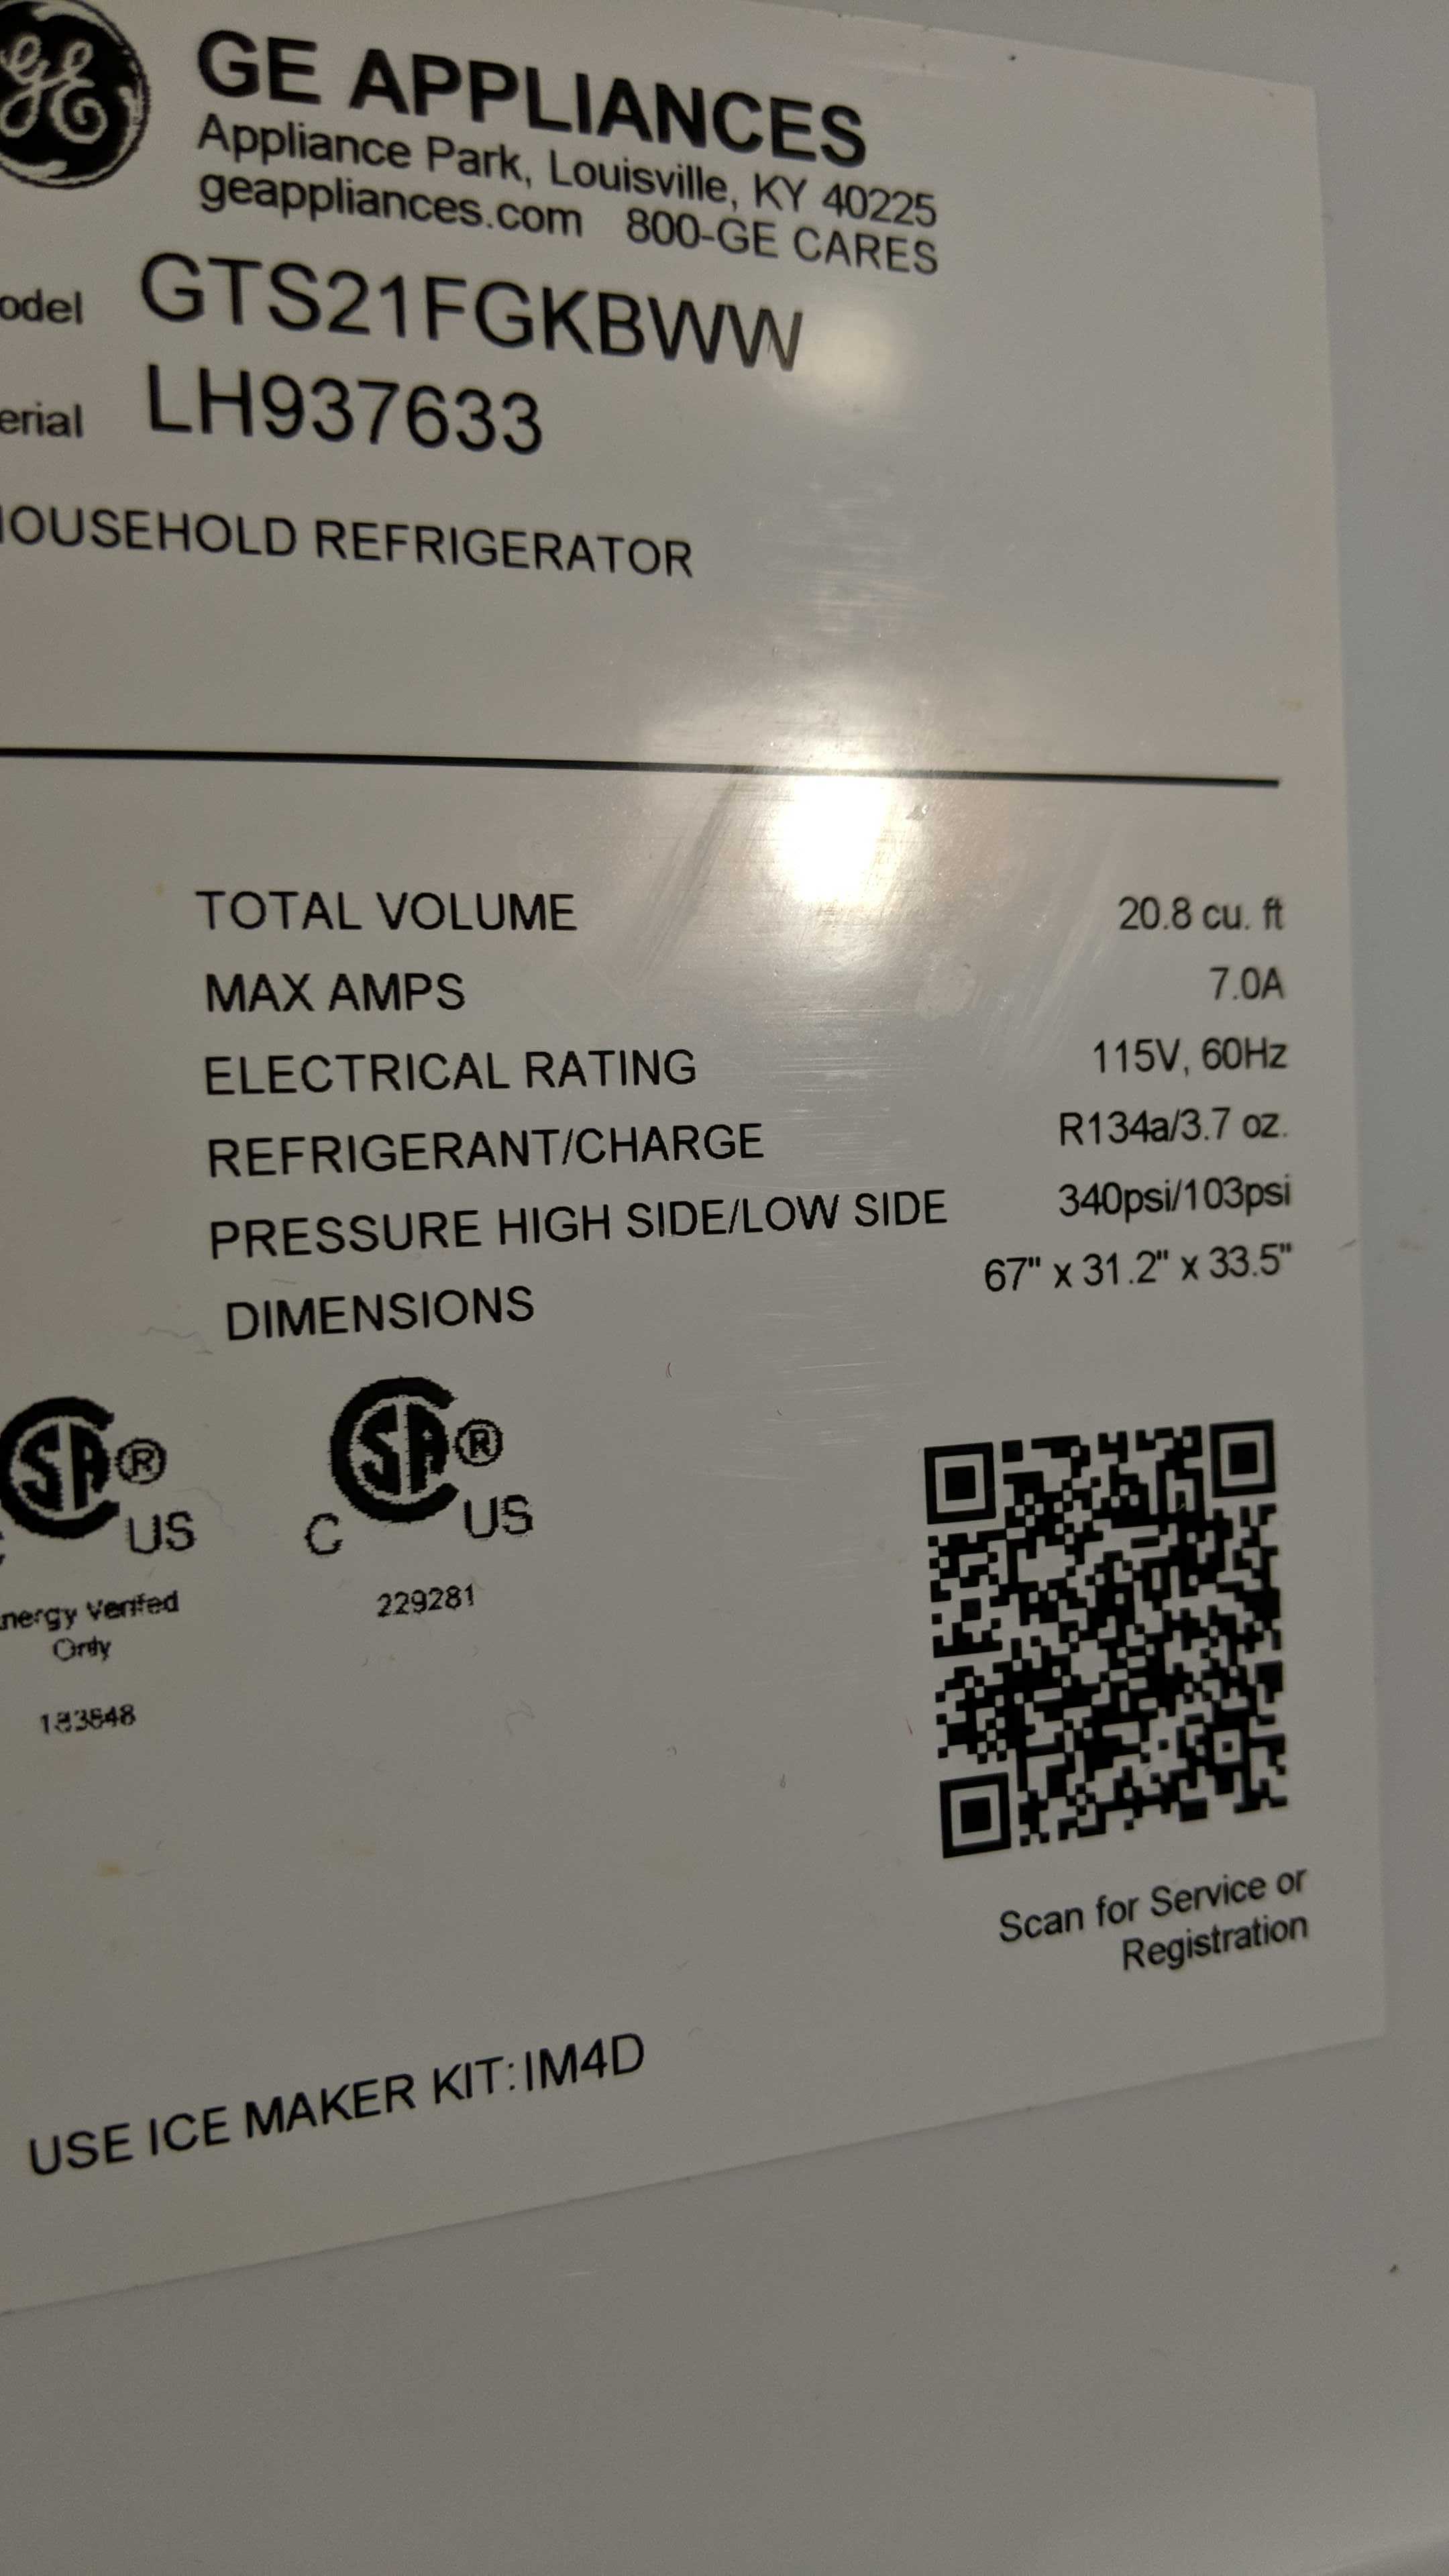 GE APPLIANCES
Appliance Park, Louisville, KY 40225
geappliances.com 800-GE CARES
odel GTS21FGKBWW
erial LH937633
HOUSEHOLD REFRIGERATOR
TOTAL VOLUME 20.8 cu. ft
MAX AMPS 7.0A
ELECTRICAL RATING 115V, 60Hz
REFRIGERANT/CHARGE R134a/3.7 oz.
PRESSURE HIGH SIDE/LOW SIDE 340psi/103psi
DIMENSIONS 67" x 31.2" x 33.5"
SA® US
C SA® US
nergy Verifed
Only
229281
Scan for Service or
Registration
USE ICE MAKER KIT:IM4D